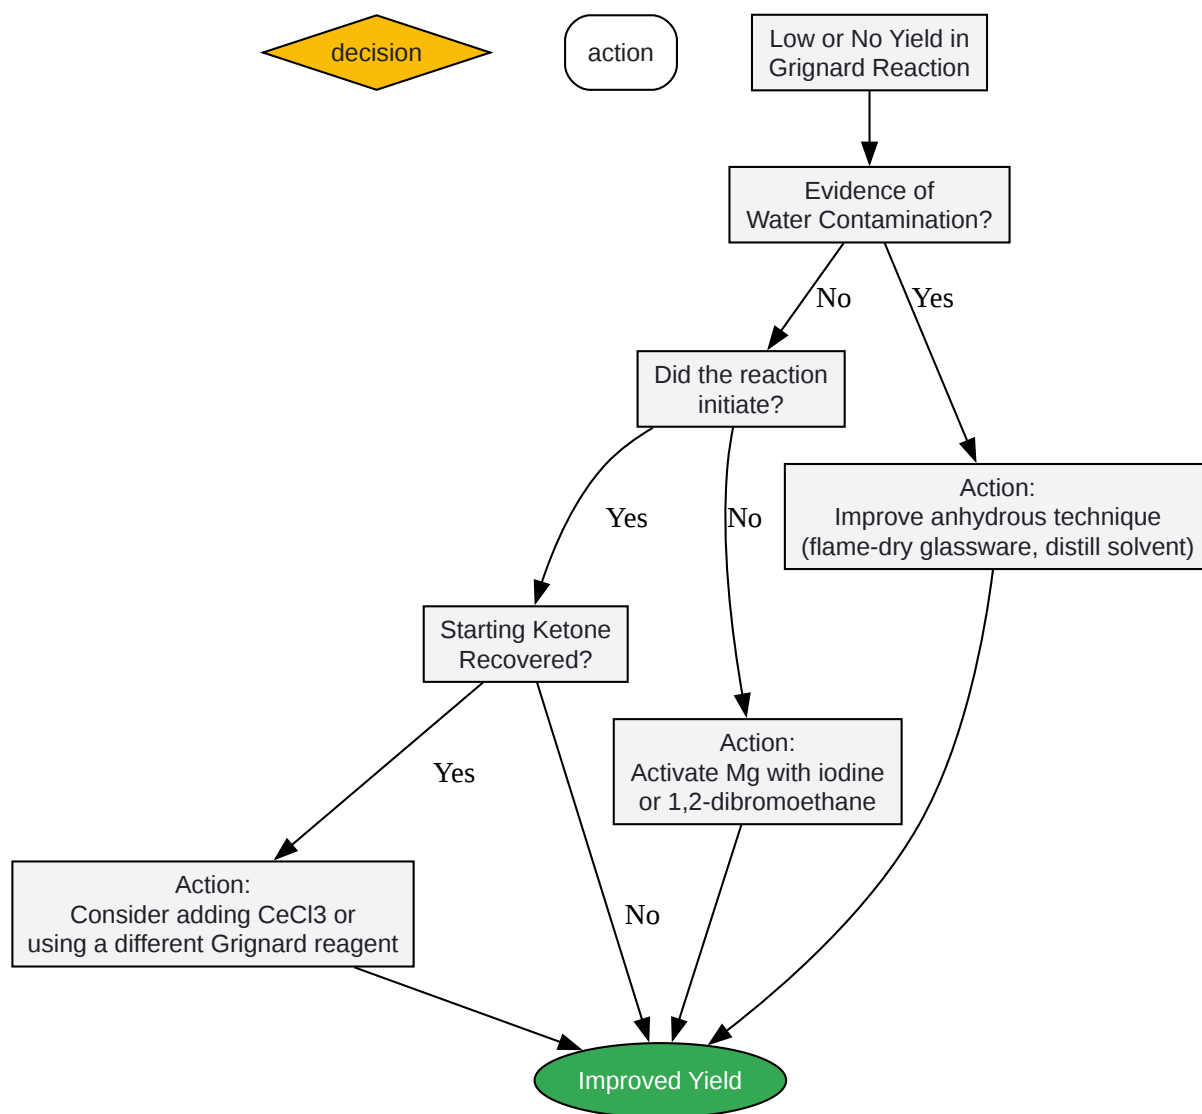 decision
action
Low or No Yield in
Grignard Reaction
Evidence of
Water Contamination?
No
Yes
Did the reaction
initiate?
Yes
No
Action:
Improve anhydrous technique
(flame-dry glassware, distill solvent)
Starting Ketone
Recovered?
Action:
Activate Mg with iodine
or 1,2-dibromoethane
Yes
No
Action:
Consider adding CeCl3 or
using a different Grignard reagent
Improved Yield